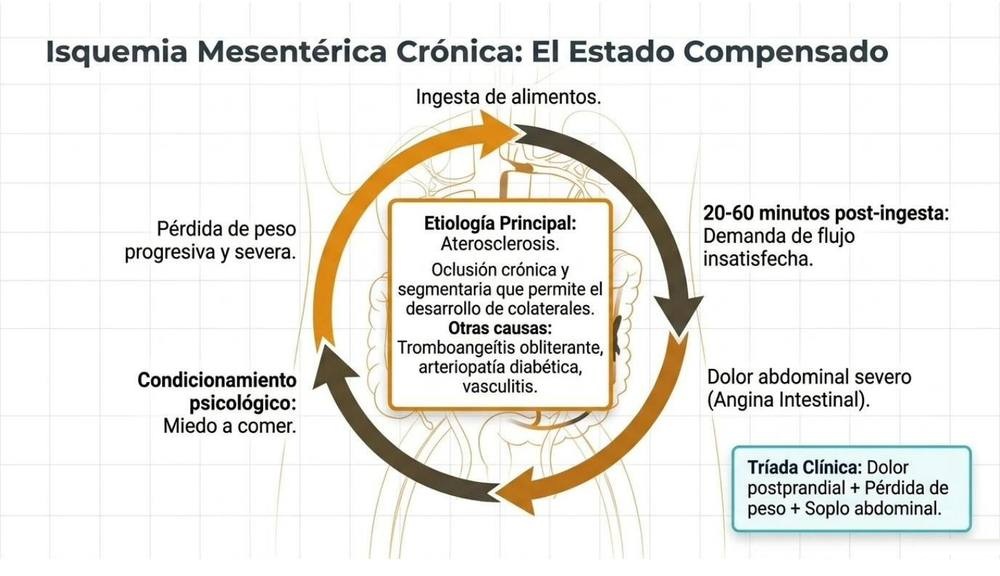 Isquemia Mesentérica Crónica: El Estado Compensado
Ingesta de alimentos.
20-60 minutos post-ingesta:
Demanda de flujo
insatisfecha.
Dolor abdominal severo
(Angina Intestinal).
Condicionamiento
psicológico:
Miedo a comer.
Pérdida de peso
progresiva y severa.
Etiología Principal:
Aterosclerosis.
Oclusión crónica y
segmentaria que permite el
desarrollo de colaterales.
Otras causas:
Tromboangeítis obliterante,
arteriopatía diabética,
vasculitis.
Tríada Clínica: Dolor
postprandial + Pérdida de
peso + Soplo abdominal.